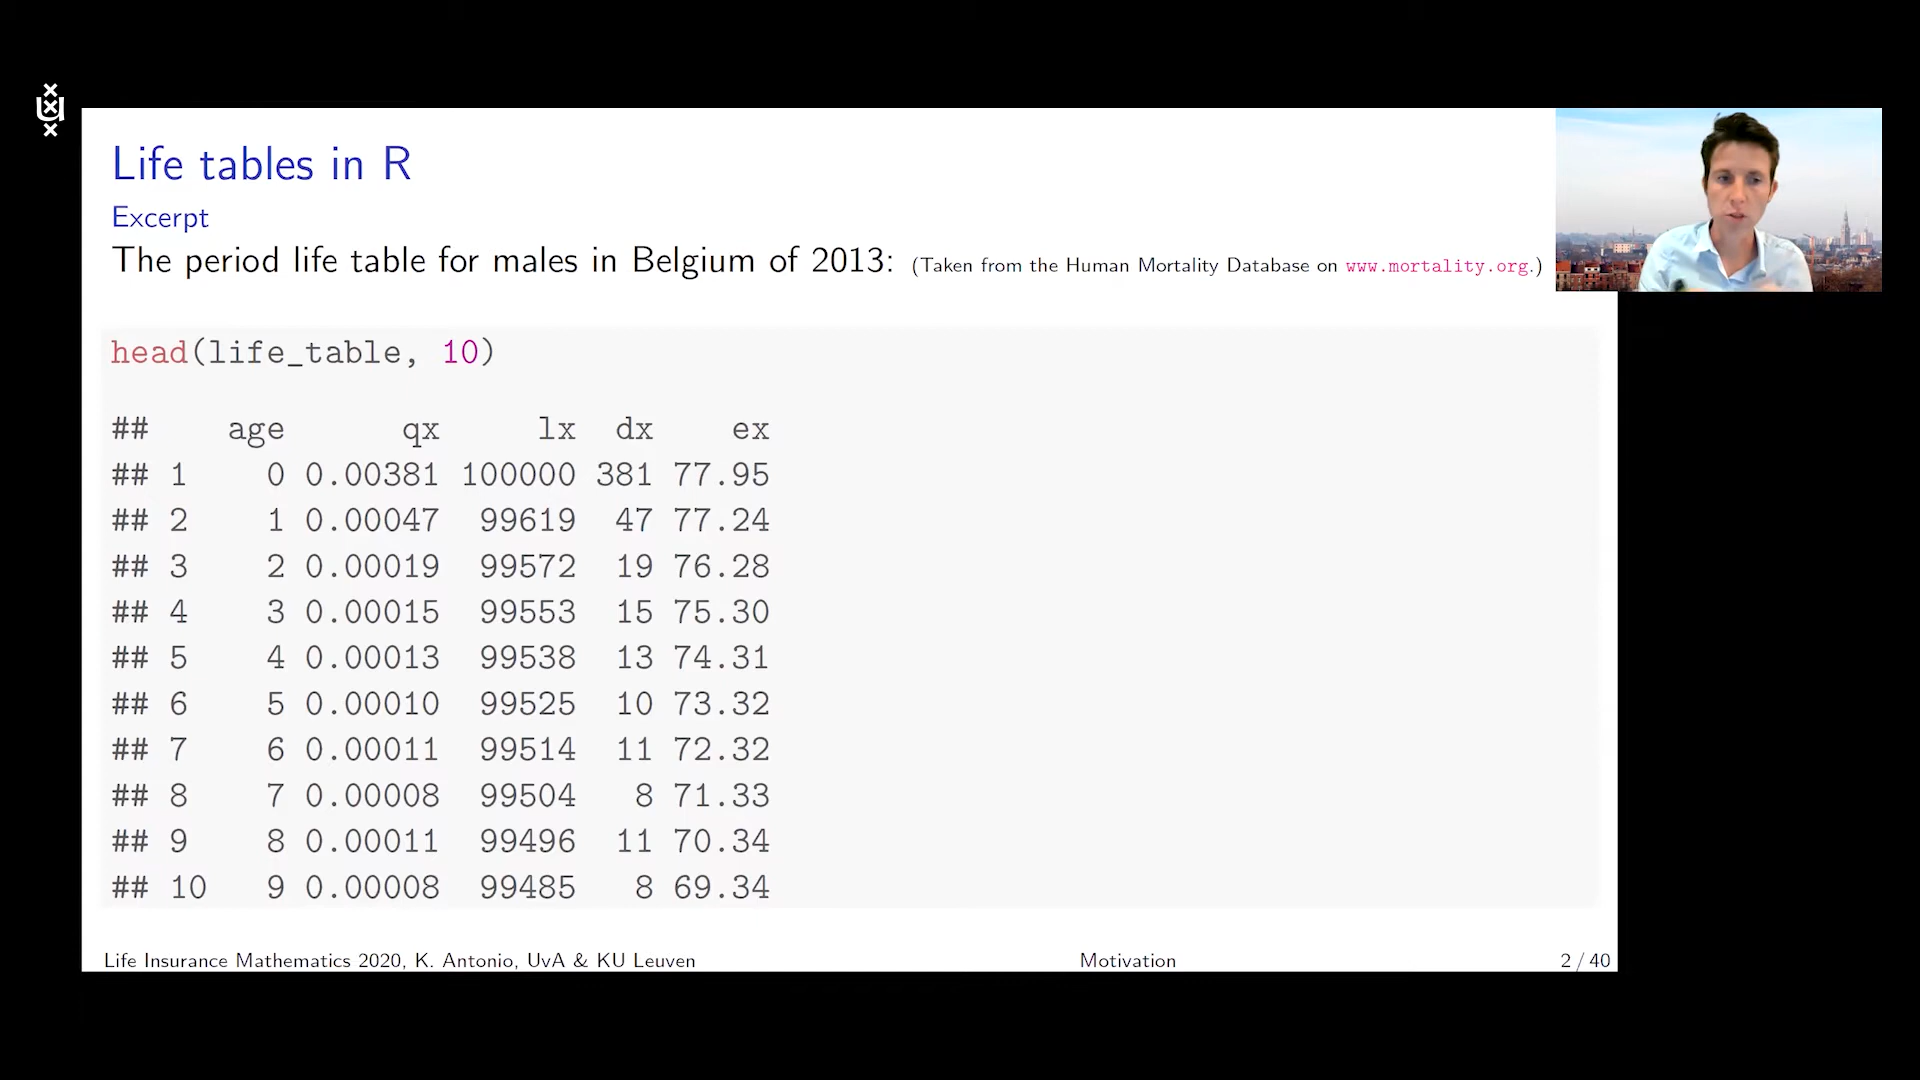 Life tables in R
Excerpt
The period life table for males in Belgium of 2013: (Taken from the Human Mortality Database on www.mortality.org.)
head(life_table, 10)
## age qx lx dx ex
## 1 0 0.00381 100000 381 77.95
## 2 1 0.00047 99619 47 77.24
## 3 2 0.00019 99572 19 76.28
## 4 3 0.00015 99553 15 75.30
## 5 4 0.00013 99538 13 74.31
## 6 5 0.00010 99525 10 73.32
## 7 6 0.00011 99514 11 72.32
## 8 7 0.00008 99504 8 71.33
## 9 8 0.00011 99496 11 70.34
## 10 9 0.00008 99485 8 69.34
Life Insurance Mathematics 2020, K. Antonio, UvA & KU Leuven Motivation 2 / 40